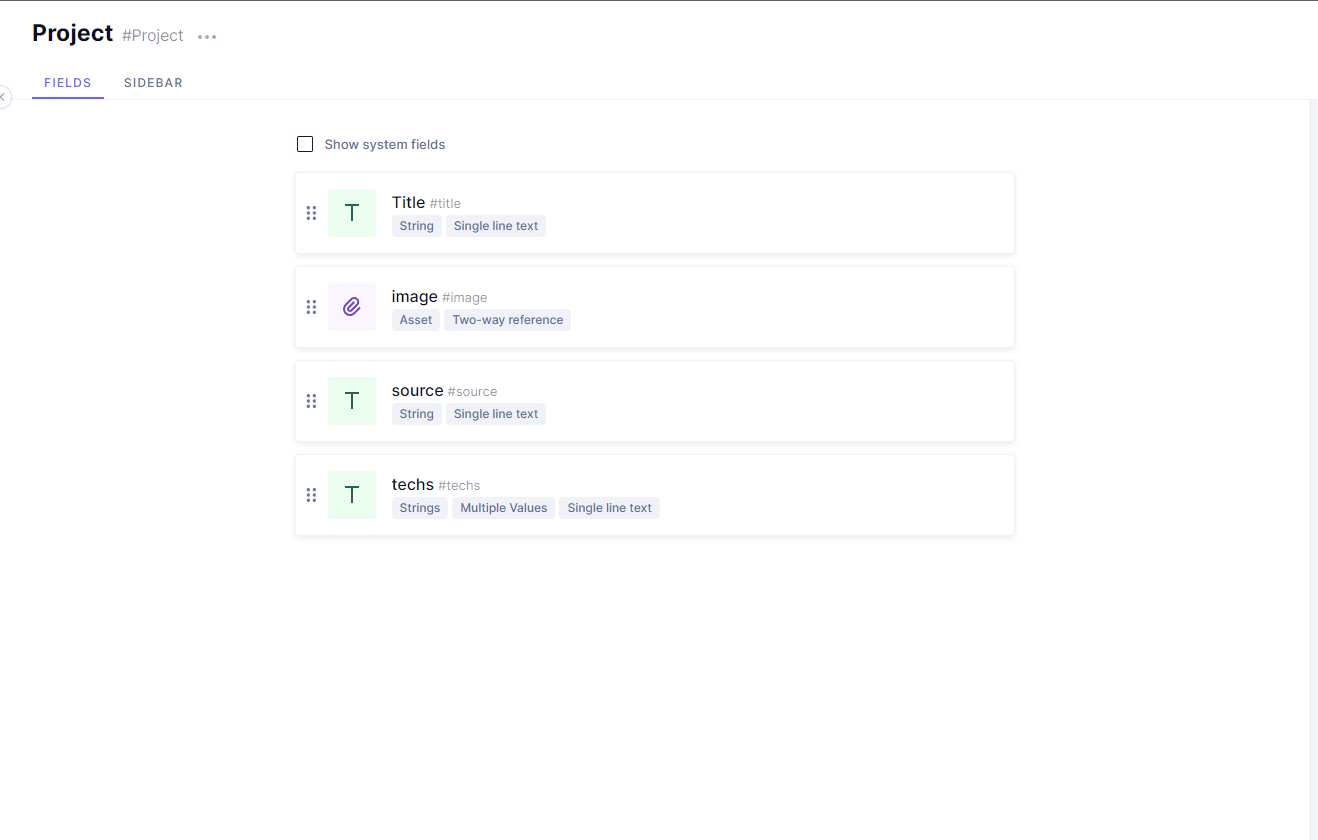 Project #Project
FIELDS SIDEBAR
Show system fields
T
Title #title
String Single line text
image #image
Asset Two-way reference
T
source #source
String Single line text
T
techs #techs
Strings Multiple Values Single line text